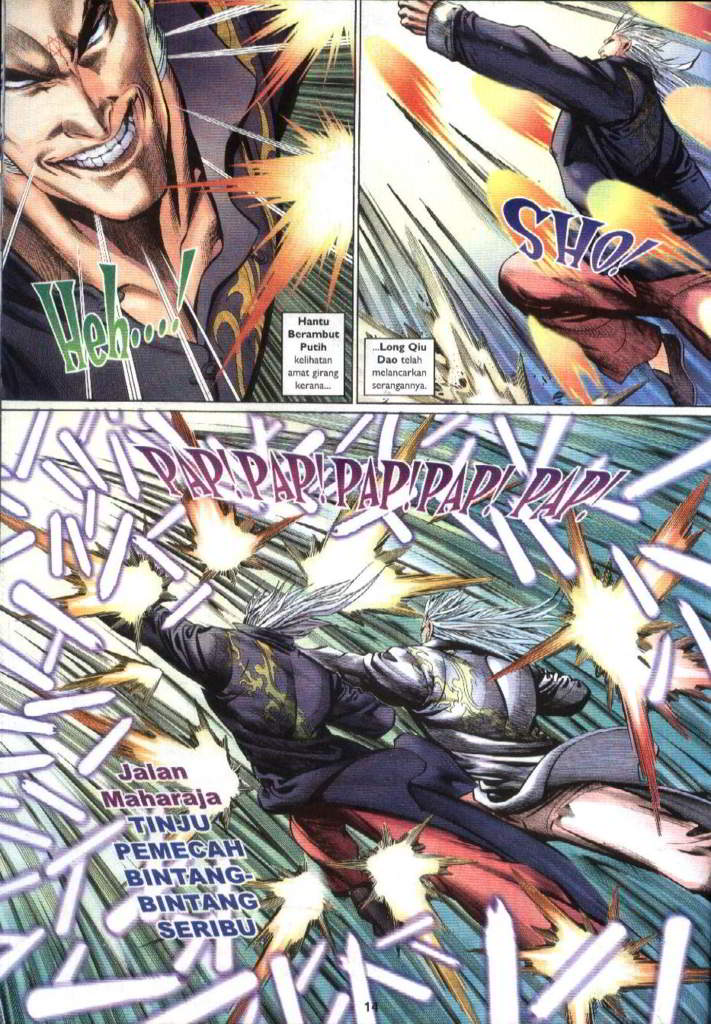 Heh....!
Hantu
Berambut
Putih
kelihatan
amat girang
kerana...
SHO!
...Long Qiu
Dao telah
melancarkan
serangannya.
PAP! PAP! PAP! PAP! PAP!
Jalan
Maharaja
TINJU
PEMECAH
BINTANG-
BINTANG
SERIBU
14